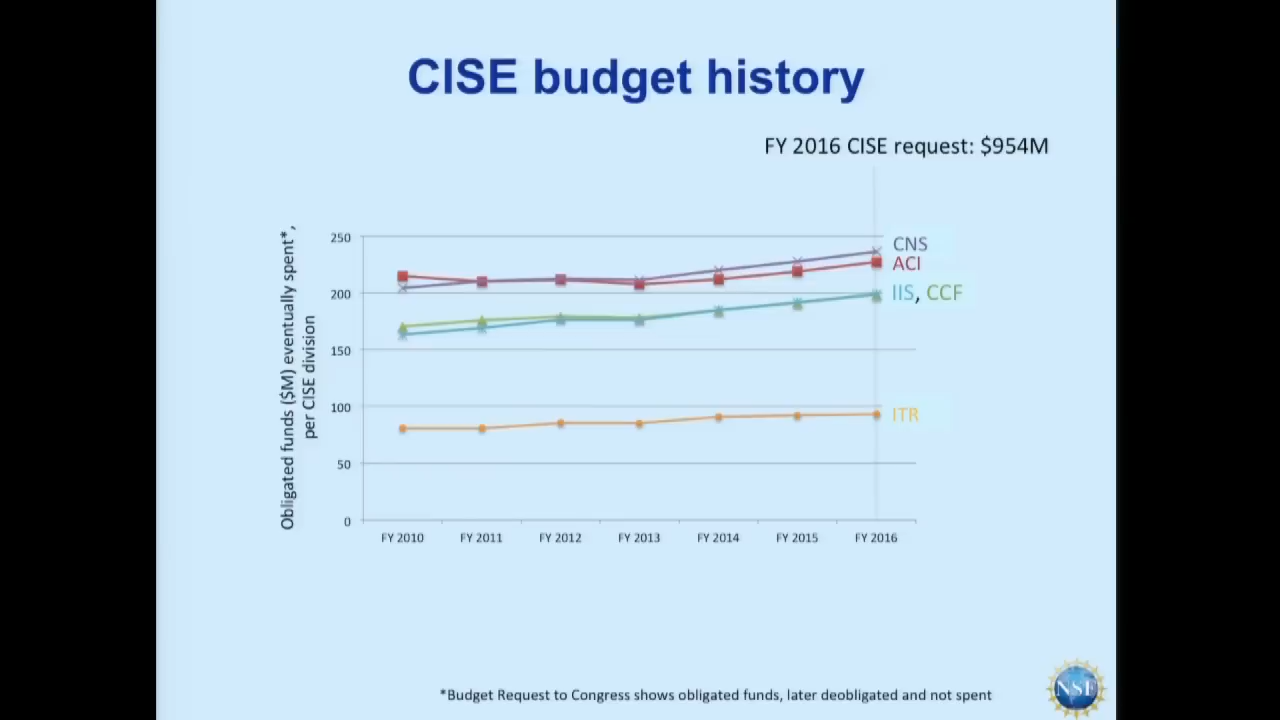 CISE budget history
FY 2016 CISE request: $954M
Obligated funds ($M) eventually spent*,
per CISE division
250
200
150
100
50
0
CNS
ACI
IIS, CCF
ITR
FY 2010 FY 2011 FY 2012 FY 2013 FY 2014 FY 2015 FY 2016
*Budget Request to Congress shows obligated funds, later deobligated and not spent
NSF